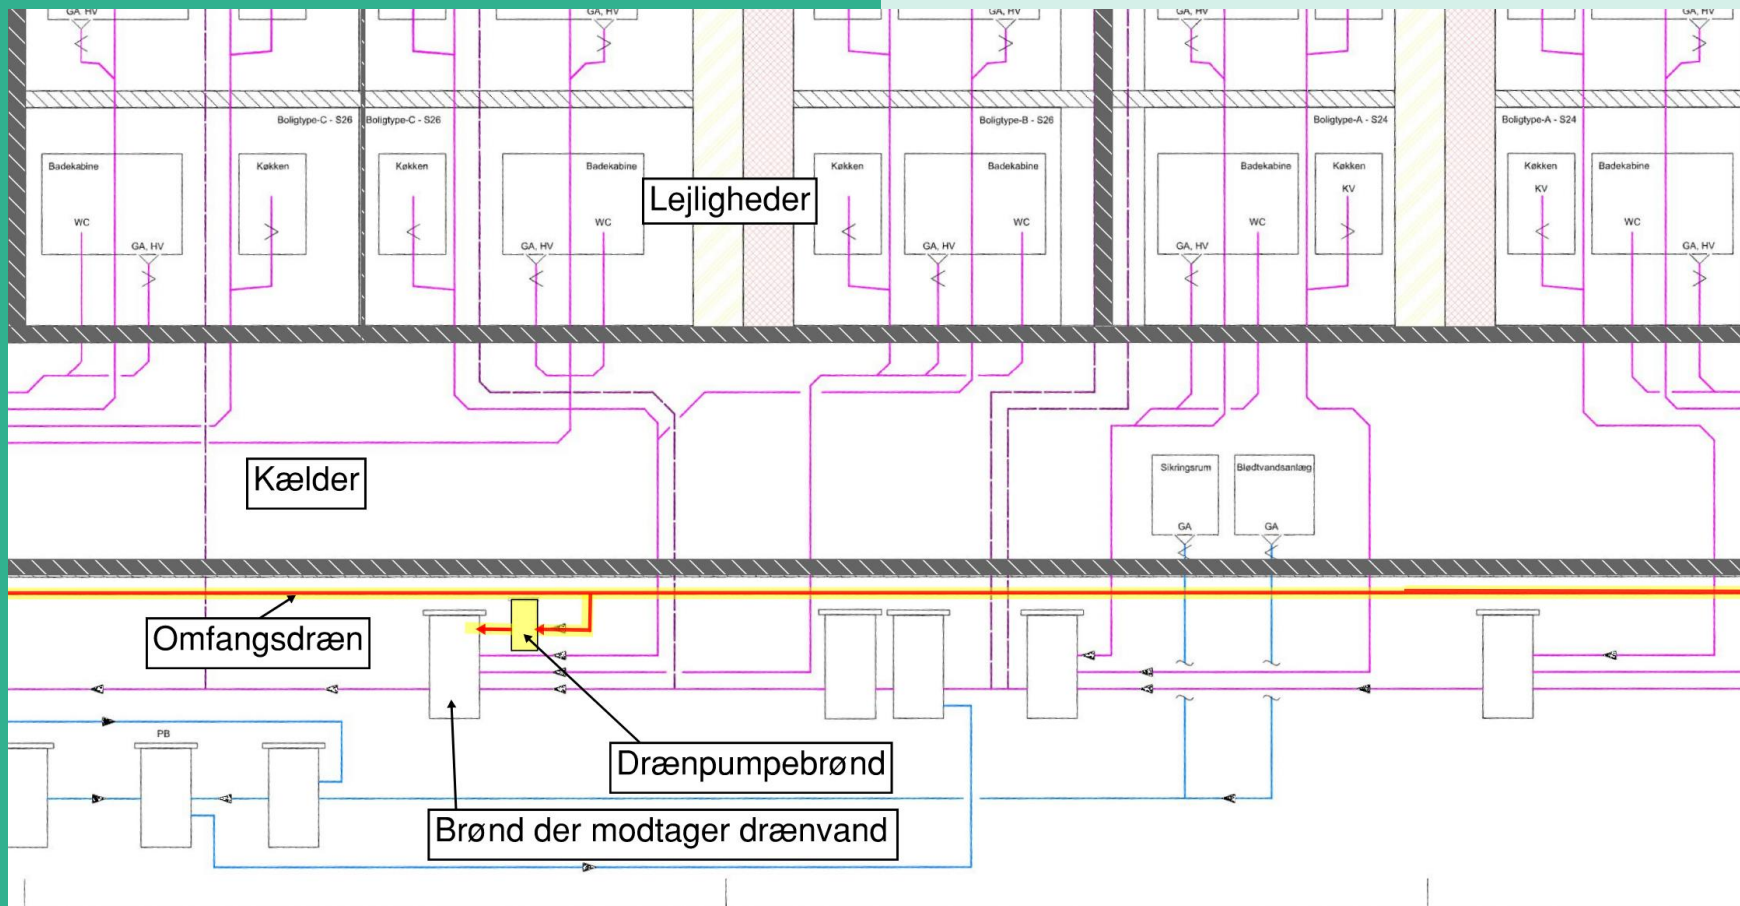 GA, HV
GA, HV
GA, HV
GA, HV
GA, HV
Boligtype-C - S26
Boligtype-C - S26
Boligtype-B - S26
Boligtype-A - S24
Boligtype-A - S24
Badekabine
Køkken
Køkken
Badekabine
Køkken
Badekabine
Badekabine
Køkken
Køkken
Badekabine
KV
KV
Lejligheder
WC
WC
WC
WC
WC
GA, HV
GA, HV
GA, HV
GA, HV
GA, HV
Kælder
Sikringsrum
Blødtvandsanlæg
GA
GA
Omfangsdræn
PB
Drænpumpebrønd
Brønd der modtager drænvand